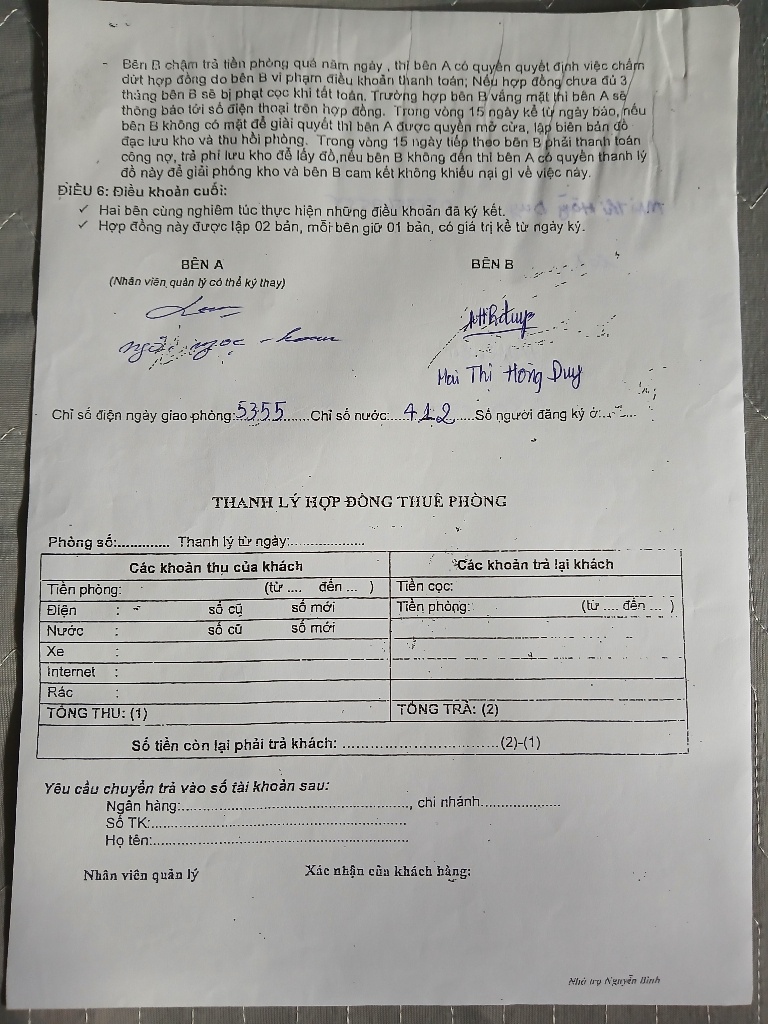 - Bên B chậm trả tiền phòng quá năm ngày , thì bên A có quyền quyết định việc chấm
dứt hợp đồng do bên B vi phạm điều khoản thanh toán; Nếu hợp đồng chưa đủ 3
tháng bên B sẽ bị phạt cọc khi tất toán. Trường hợp bên B vắng mặt thì bên A sẽ
thông báo tới số điện thoại trên hợp đồng. Trong vòng 15 ngày kể từ ngày báo, nếu
bên B không có mặt để giải quyết thì bên A được quyền mở cửa, lập biên bản đồ
đạc lưu kho và thu hồi phòng. Trong vòng 15 ngày tiếp theo bên B phải thanh toán
công nợ, trả phí lưu kho để lấy đồ,nếu bên B không đến thì bên A có quyền thanh lý
đồ này để giải phóng kho và bên B cam kết không khiếu nại gì về việc này.
ĐIỀU 6: Điều khoản cuối:
✓ Hai bên cùng nghiêm túc thực hiện những điều khoản đã ký kết.
✓ Hợp đồng này được lập 02 bản, mỗi bên giữ 01 bản, có giá trị kể từ ngày ký.
BÊN A BÊN B
(Nhân viên quản lý có thể ký thay)
Mai Thị Hồng Duy
Chỉ số điện ngày giao phòng:5355......Chỉ số nước:...412....Số người đăng ký ở:......
THANH LÝ HỢP ĐỒNG THUÊ PHÒNG
Phòng số:............. Thanh lý từ ngày:...................
Các khoản thu của khách Các khoản trả lại khách
Tiền phòng: (từ .... đến ... ) Tiền cọc:
Điện : số cũ số mới Tiền phòng: (từ .... đến ... )
Nước : số cũ số mới
Xe :
Internet :
Rác :
TỔNG THU: (1) TỔNG TRẢ: (2)
Số tiền còn lại phải trả khách: ...........................(2)-(1)
Yêu cầu chuyển trả vào số tài khoản sau:
Ngân hàng:........................................, chi nhánh..................
Số TK:.............................................
Họ tên:.............................................
Nhân viên quản lý Xác nhận của khách hàng:
Nhà trọ Nguyễn Bình